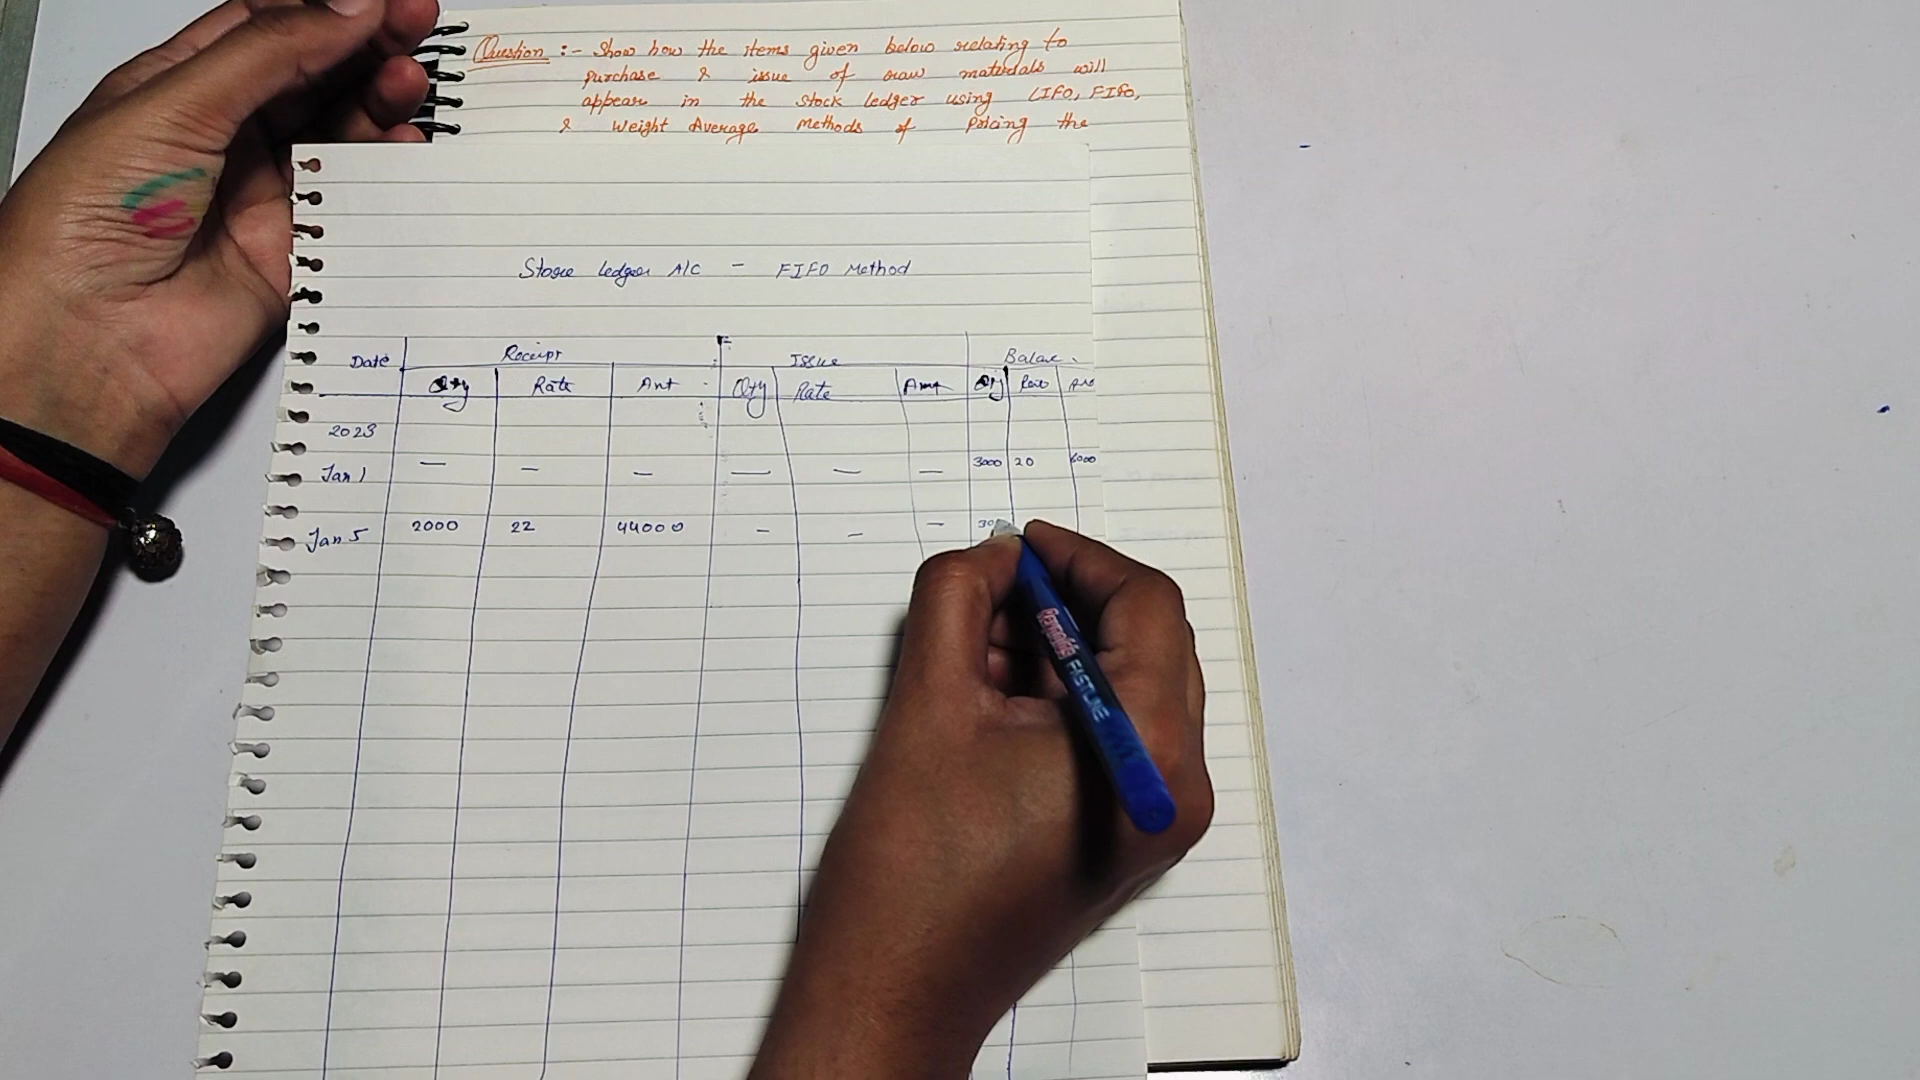 Question :- Show how the items given below relating to
purchase & issue of raw materials will
appear in the stock ledger using LIFO, FIFO,
& Weight Average Methods of Pricing the
Store Ledger A/C - FIFO Method
Date Receipt Issue Balance
Qty Rate Amt Qty Rate Amt Qty Rate
2023
Jan 1 — — — — — — 3000 20 6000
Jan 5 2000 22 44000 — — — 30
FASTLINE